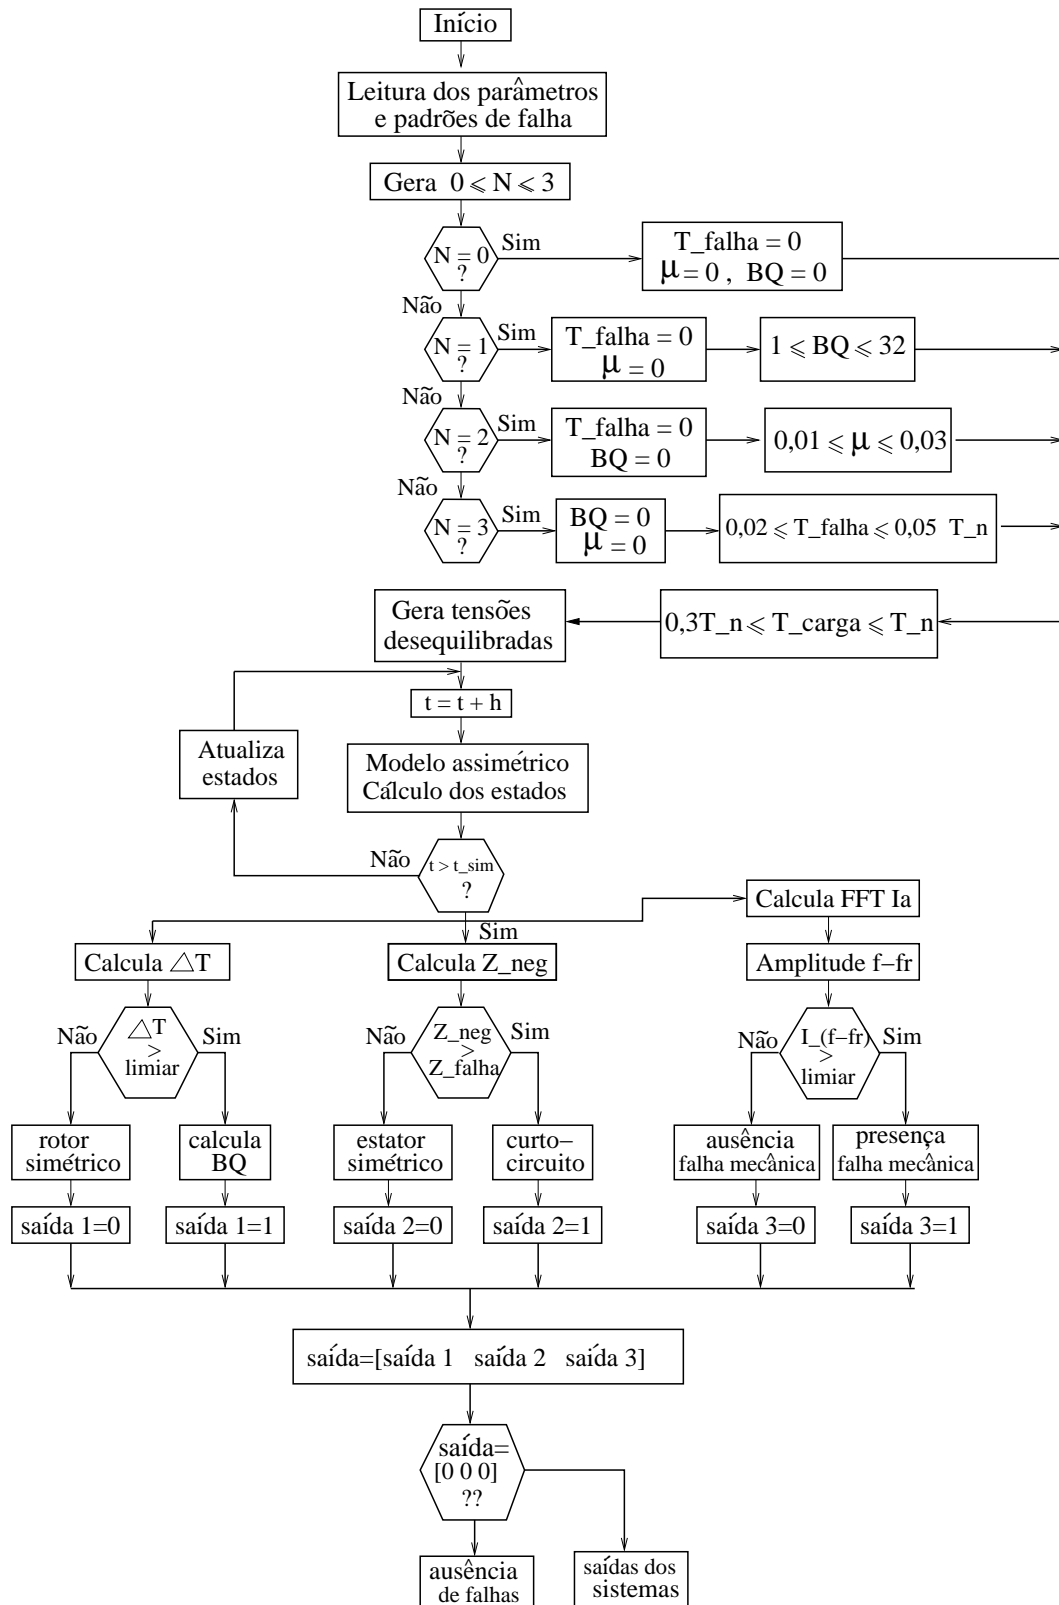 Início
Leitura dos parâmetros
e padrões de falha
Gera 0 ⩽ N ⩽ 3
N = 0
?
Sim
T_falha = 0
μ = 0 , BQ = 0
Não
N = 1
?
Sim
T_falha = 0
μ = 0
1 ⩽ BQ ⩽ 32
Não
N = 2
?
Sim
T_falha = 0
BQ = 0
0,01 ⩽ μ ⩽ 0,03
Não
N = 3
?
Sim
BQ = 0
μ = 0
0,02 ⩽ T_falha ⩽ 0,05 T_n
Gera tensões
desequilibradas
0,3T_n ⩽ T_carga ⩽ T_n
t = t + h
Atualiza
estados
Modelo assimétrico
Cálculo dos estados
Não
t > t_sim
?
Sim
Calcula FFT Ia
Calcula △T
Calcula Z_neg
Amplitude f−fr
Não
△T
>
limiar
Sim
Não
Z_neg
>
Z_falha
Sim
Não
I_(f−fr)
>
limiar
Sim
rotor
simétrico
calcula
BQ
estator
simétrico
curto−
circuito
ausência
falha mecânica
presença
falha mecânica
saída 1=0
saída 1=1
saída 2=0
saída 2=1
saída 3=0
saída 3=1
saída=[saída 1 saída 2 saída 3]
saída=
[0 0 0]
??
ausência
de falhas
saídas dos
sistemas